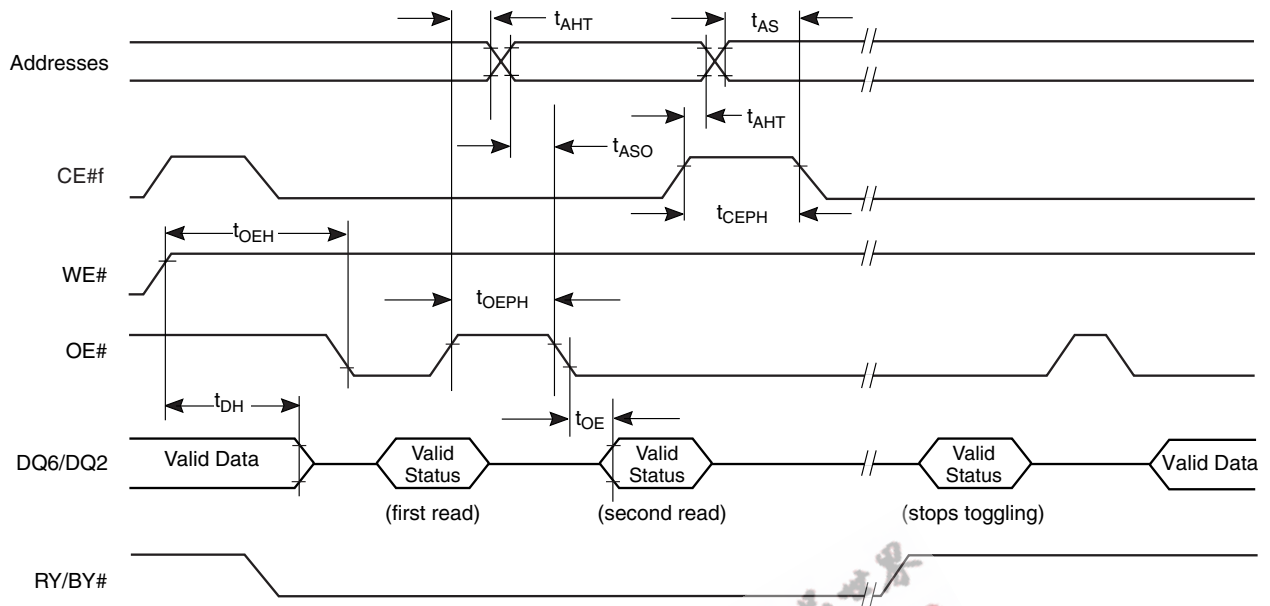 tAHT
tAS
Addresses
tAHT
tASO
CE#f
tCEPH
tOEH
WE#
tOEPH
OE#
tDH
tOE
DQ6/DQ2
Valid Data
Valid
Status
Valid
Status
Valid
Status
Valid Data
(first read)
(second read)
(stops toggling)
RY/BY#